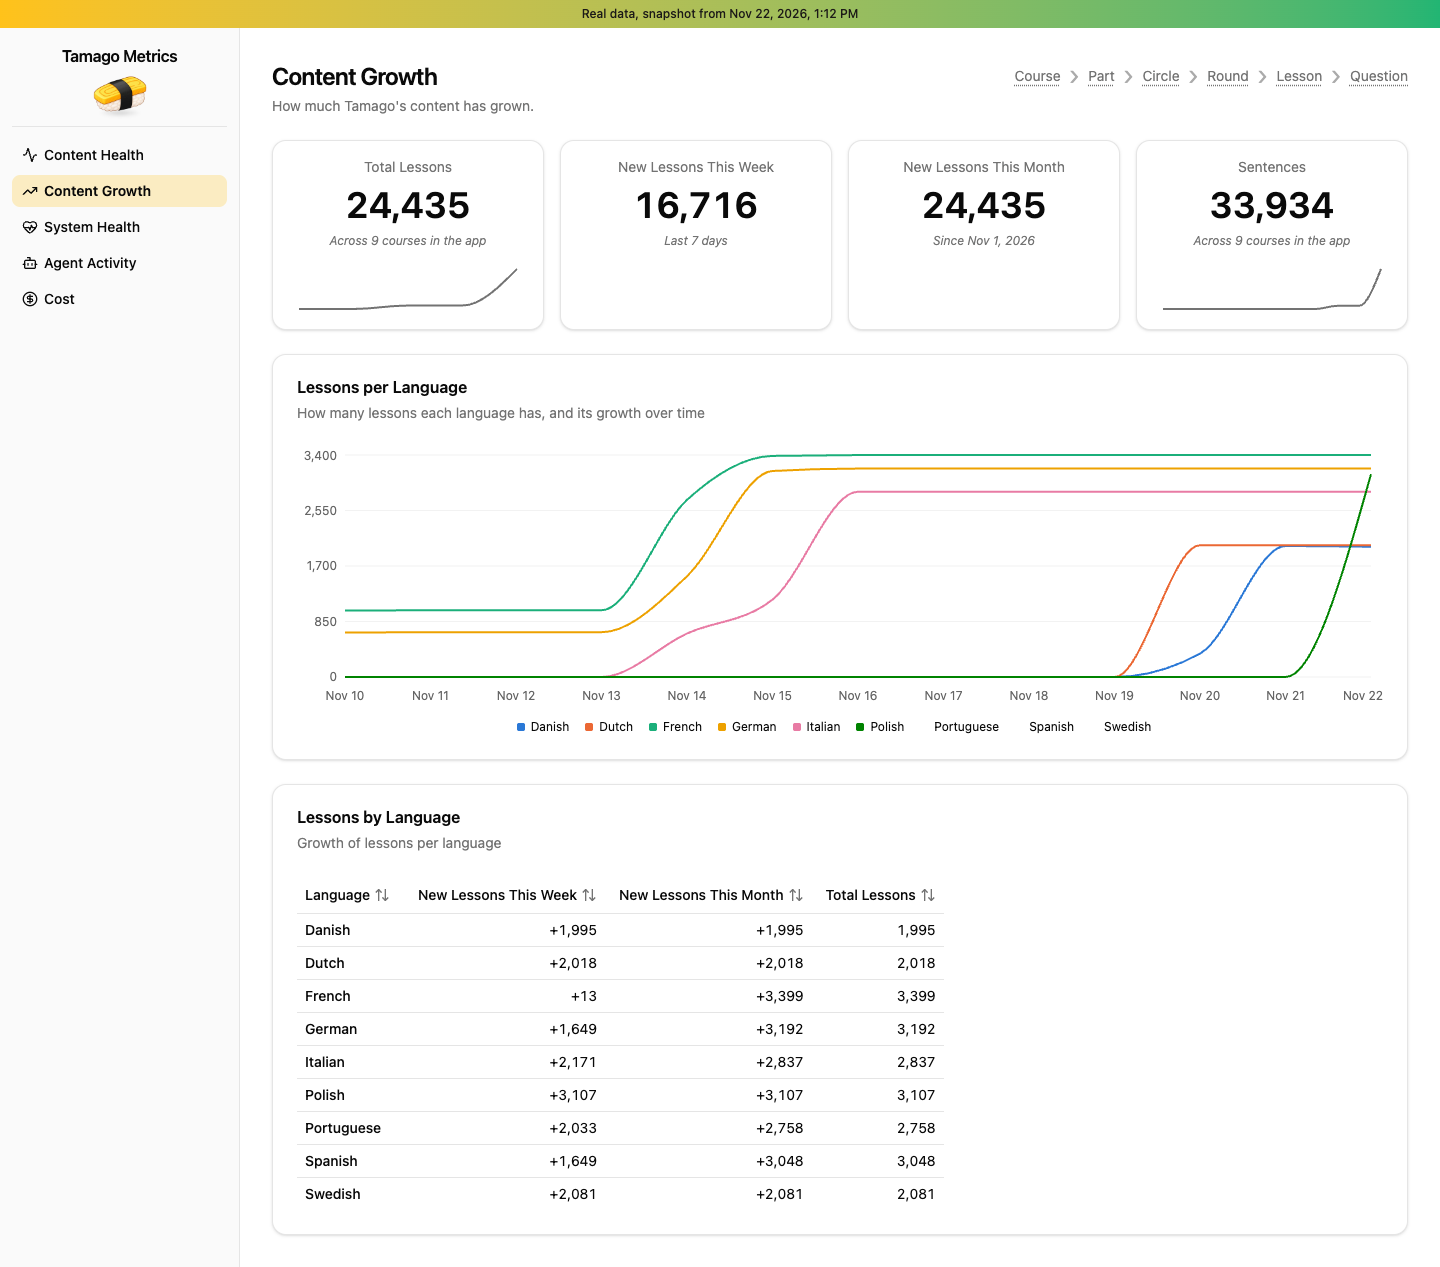 Real data, snapshot from Nov 22, 2026, 1:12 PM
Tamago Metrics
Content Health
Content Growth
System Health
Agent Activity
Cost
Content Growth
How much Tamago's content has grown.
Course Part Circle Round Lesson Question
Total Lessons
24,435
Across 9 courses in the app
New Lessons This Week
16,716
Last 7 days
New Lessons This Month
24,435
Since Nov 1, 2026
Sentences
33,934
Across 9 courses in the app
Lessons per Language
How many lessons each language has, and its growth over time
3,400
2,550
1,700
850
0
Nov 10 Nov 11 Nov 12 Nov 13 Nov 14 Nov 15 Nov 16 Nov 17 Nov 18 Nov 19 Nov 20 Nov 21 Nov 22
Danish Dutch French German Italian Polish Portuguese Spanish Swedish
Lessons by Language
Growth of lessons per language
Language New Lessons This Week New Lessons This Month Total Lessons
Danish +1,995 +1,995 1,995
Dutch +2,018 +2,018 2,018
French +13 +3,399 3,399
German +1,649 +3,192 3,192
Italian +2,171 +2,837 2,837
Polish +3,107 +3,107 3,107
Portuguese +2,033 +2,758 2,758
Spanish +1,649 +3,048 3,048
Swedish +2,081 +2,081 2,081